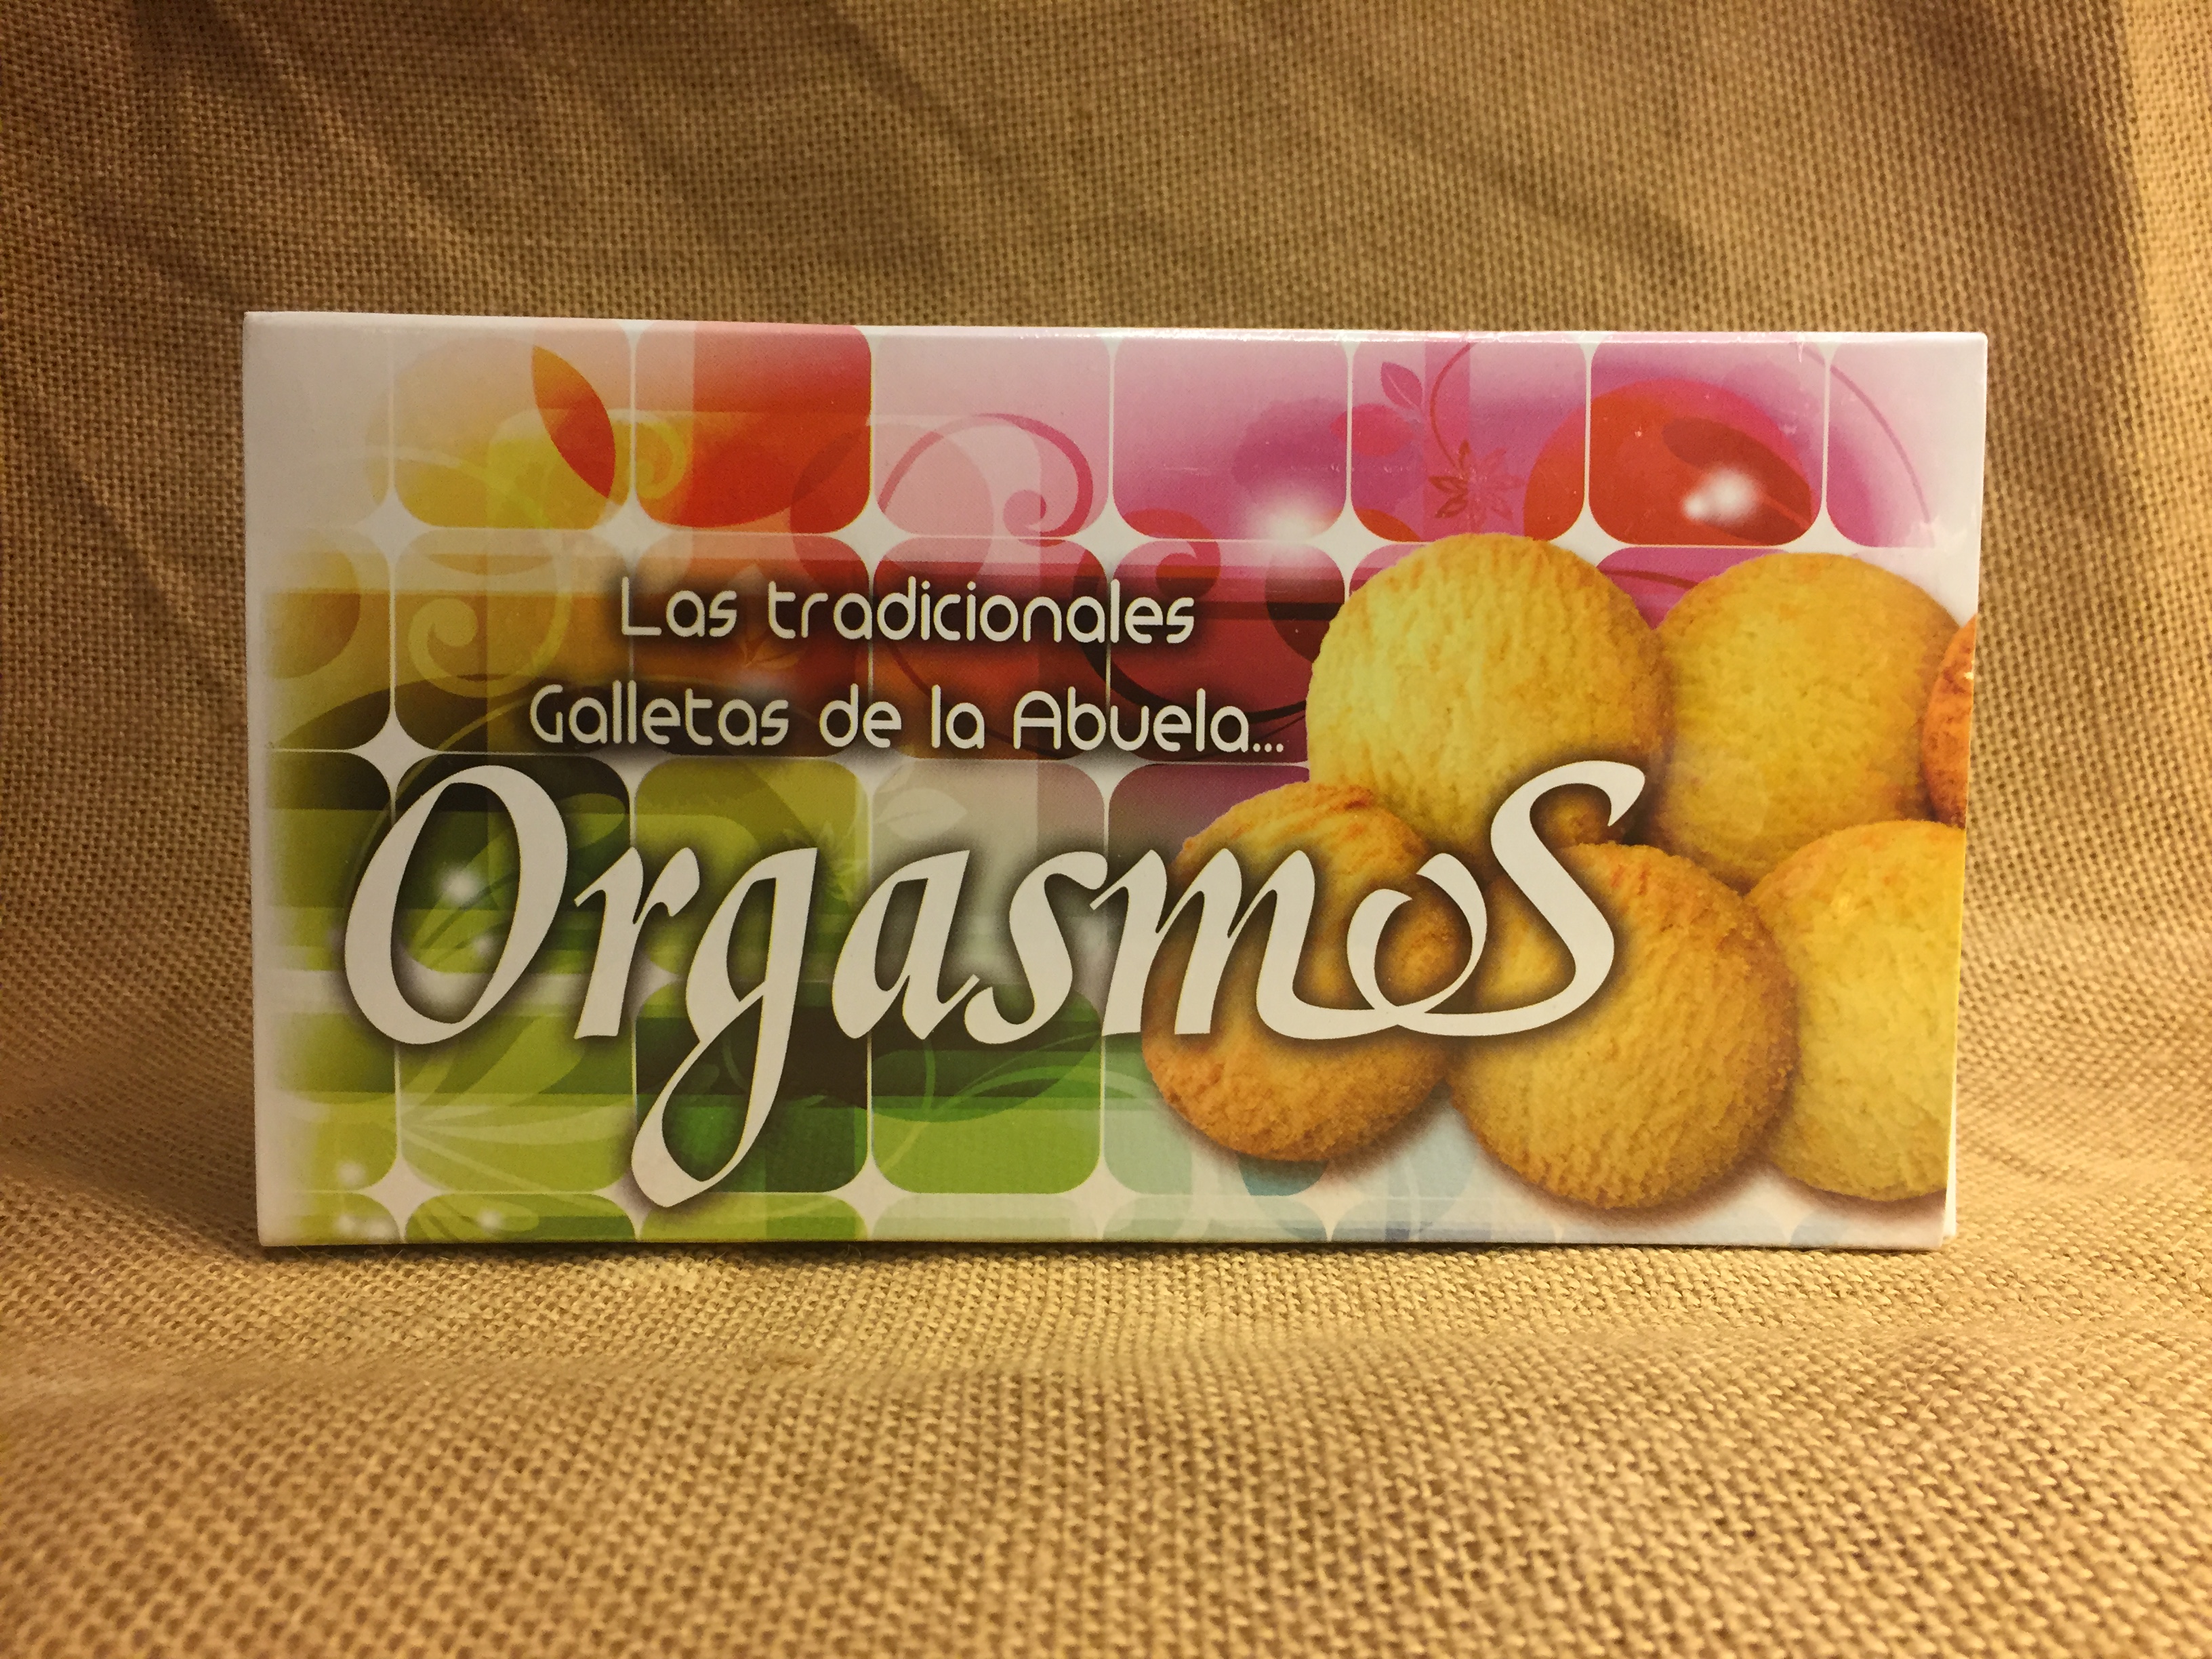 Las tradicionales
Galletas de la Abuela...
Orgasmos